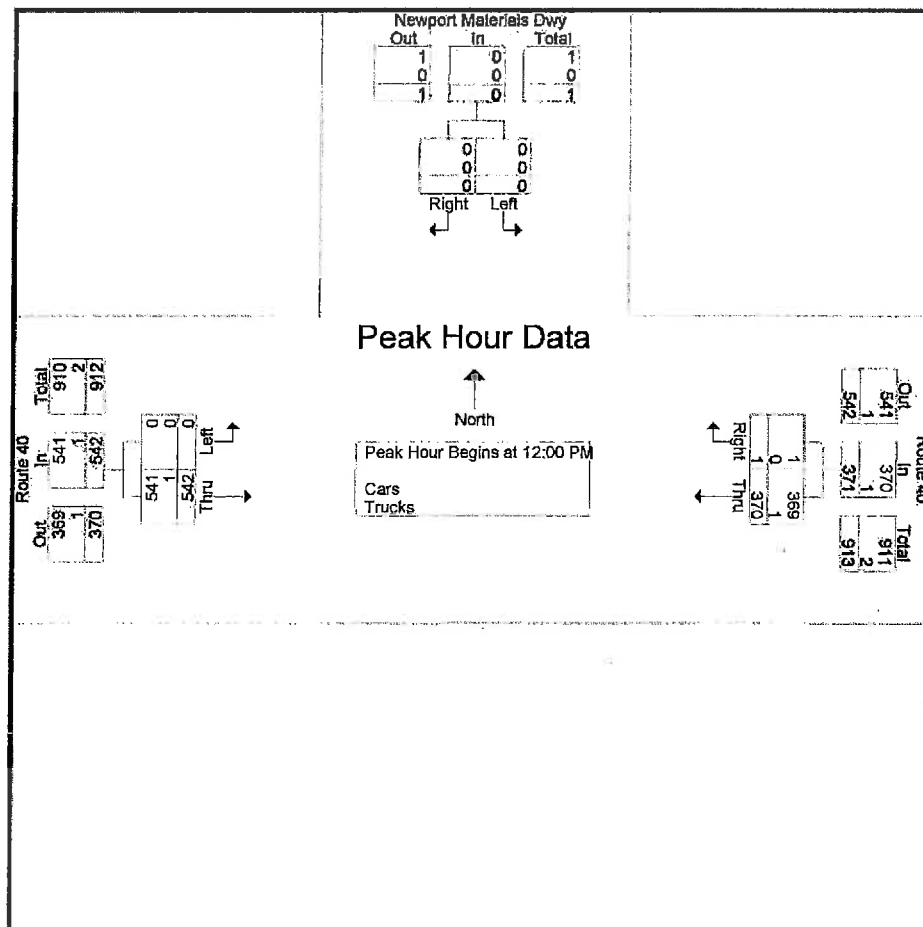 Newport Materials Dwy
Out In Total
1 0 1
0 0 0
1 0 1
0 0
0 0
0 0
Right Left
Peak Hour Data
North
Peak Hour Begins at 12:00 PM
Cars
Trucks
Route 40
Total
910
2
912
In
541
1
542
Out
369
1
370
Left
0
0
0
Thru
541
1
542
Right
1
0
1
Thru
369
1
370
Route 40
Out
541
1
542
In
370
1
371
Total
911
2
913